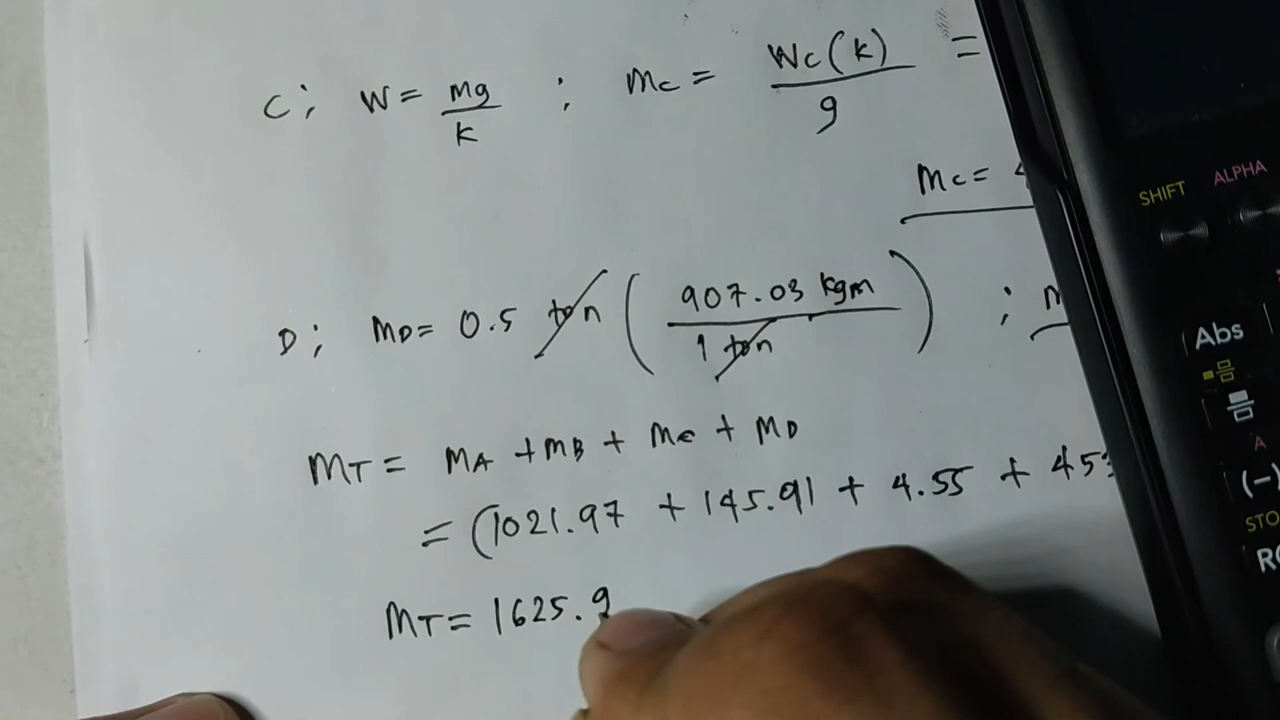 C; W = mg/k ; mc = Wc(k)/g =
mc =
D; mD = 0.5 ton ( 907.03 kgm / 1 ton ) ;
mT = mA + mB + mc + mD
= (1021.97 + 145.91 + 4.55 + 45
mT = 1625.9
SHIFT ALPHA
Abs
A
(-)
STO